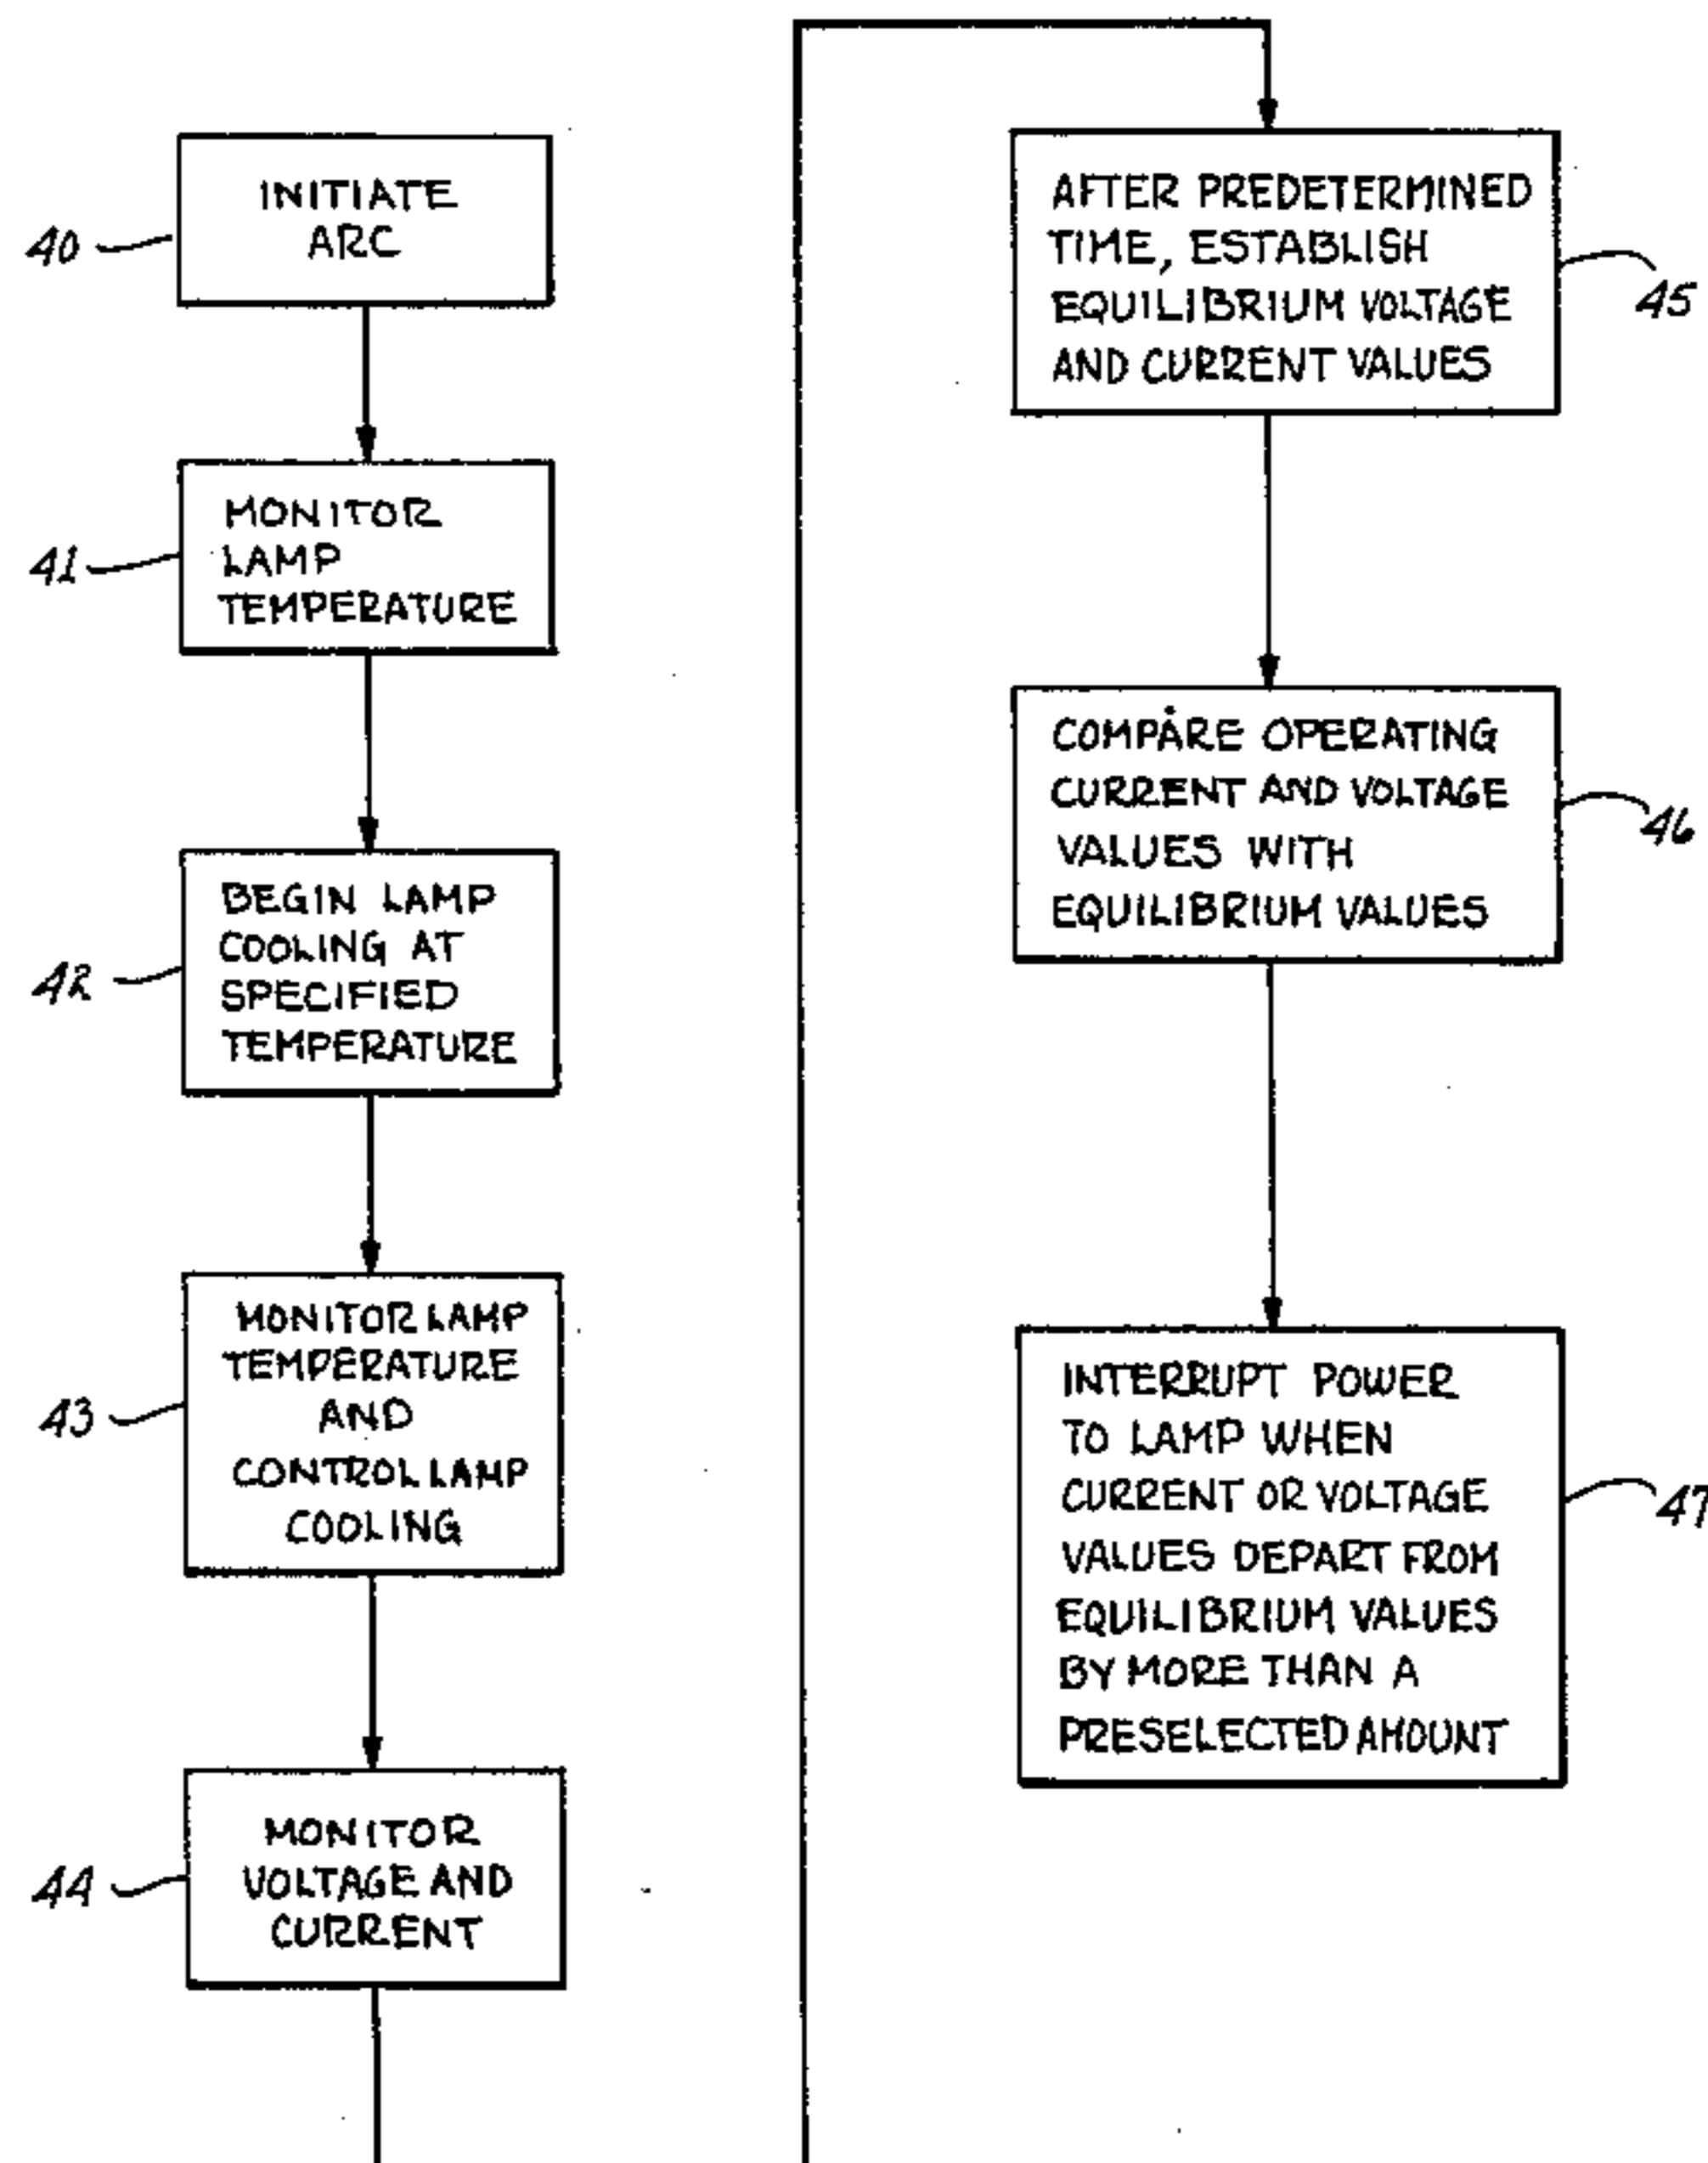 INITIATE
ARC
40
MONITOR
LAMP
TEMPERATURE
41
BEGIN LAMP
COOLING AT
SPECIFIED
TEMPERATURE
42
MONITOR LAMP
TEMPERATURE
AND
CONTROL LAMP
COOLING
43
MONITOR
VOLTAGE AND
CURRENT
44
AFTER PREDETERMINED
TIME, ESTABLISH
EQUILIBRIUM VOLTAGE
AND CURRENT VALUES
45
COMPARE OPERATING
CURRENT AND VOLTAGE
VALUES WITH
EQUILIBRIUM VALUES
46
INTERRUPT POWER
TO LAMP WHEN
CURRENT OR VOLTAGE
VALUES DEPART FROM
EQUILIBRIUM VALUES
BY MORE THAN A
PRESELECTED AMOUNT
47